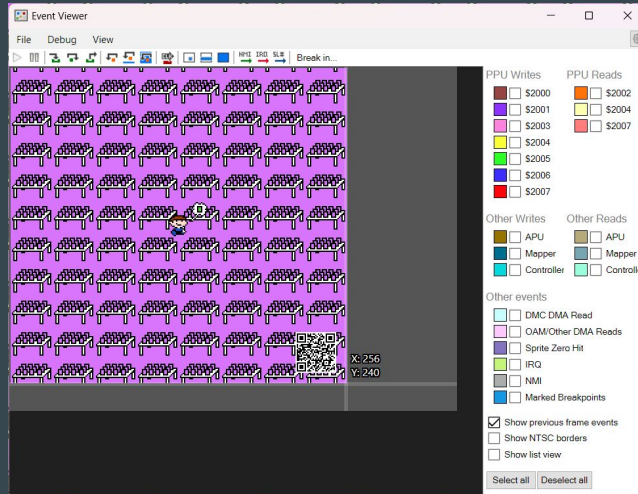 Event Viewer
File Debug View
NMI IRQ SL# Break in...
PPU Writes PPU Reads
$2000 $2002
$2001 $2004
$2003 $2007
$2004
$2005
$2006
$2007
Other Writes Other Reads
APU APU
Mapper Mapper
Controller Controlle
Other events
DMC DMA Read
OAM/Other DMA Reads
Sprite Zero Hit
IRQ
NMI
Marked Breakpoints
Show previous frame events
Show NTSC borders
Show list view
Select all Deselect all
X: 256
Y: 240